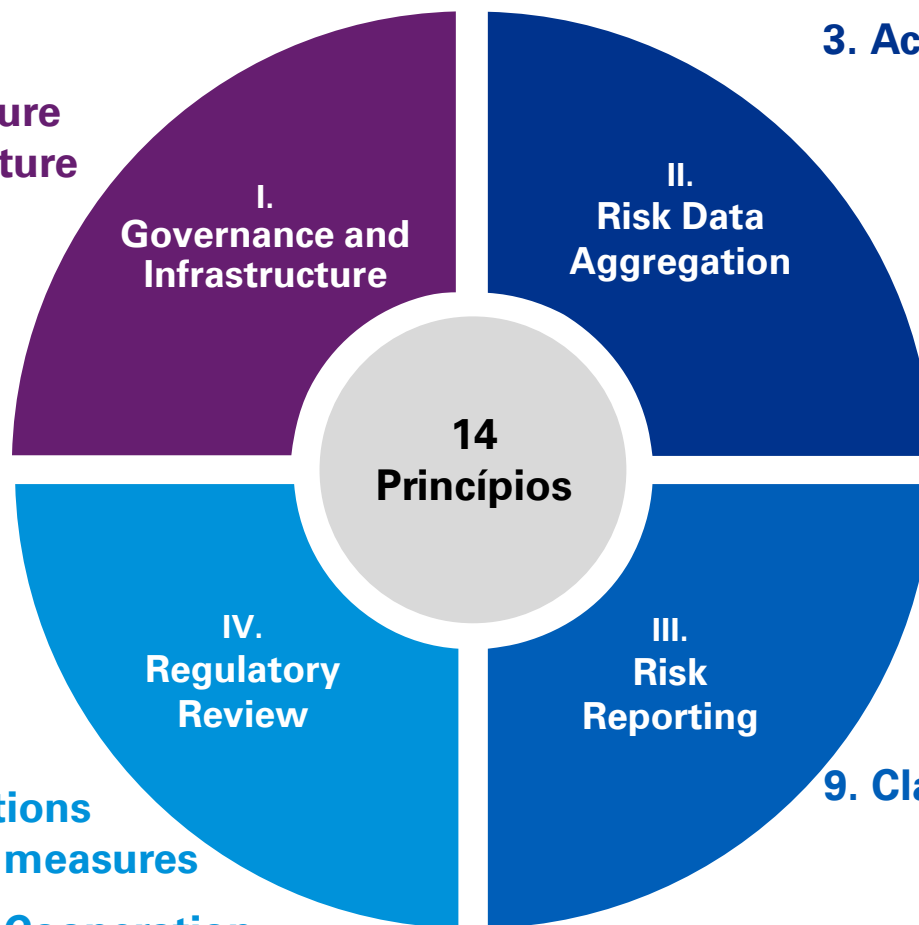 3. Ac
ure
ture
I.
Governance and
Infrastructure
II.
Risk Data
Aggregation
14
Princípios
IV.
Regulatory
Review
III.
Risk
Reporting
9. Cla
tions
measures
Cooperation